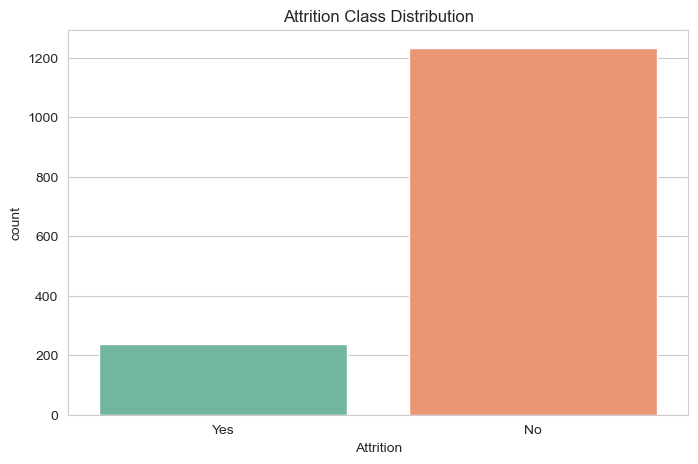 Attrition Class Distribution
1200
1000
800
600
400
200
0
count
Yes
No
Attrition